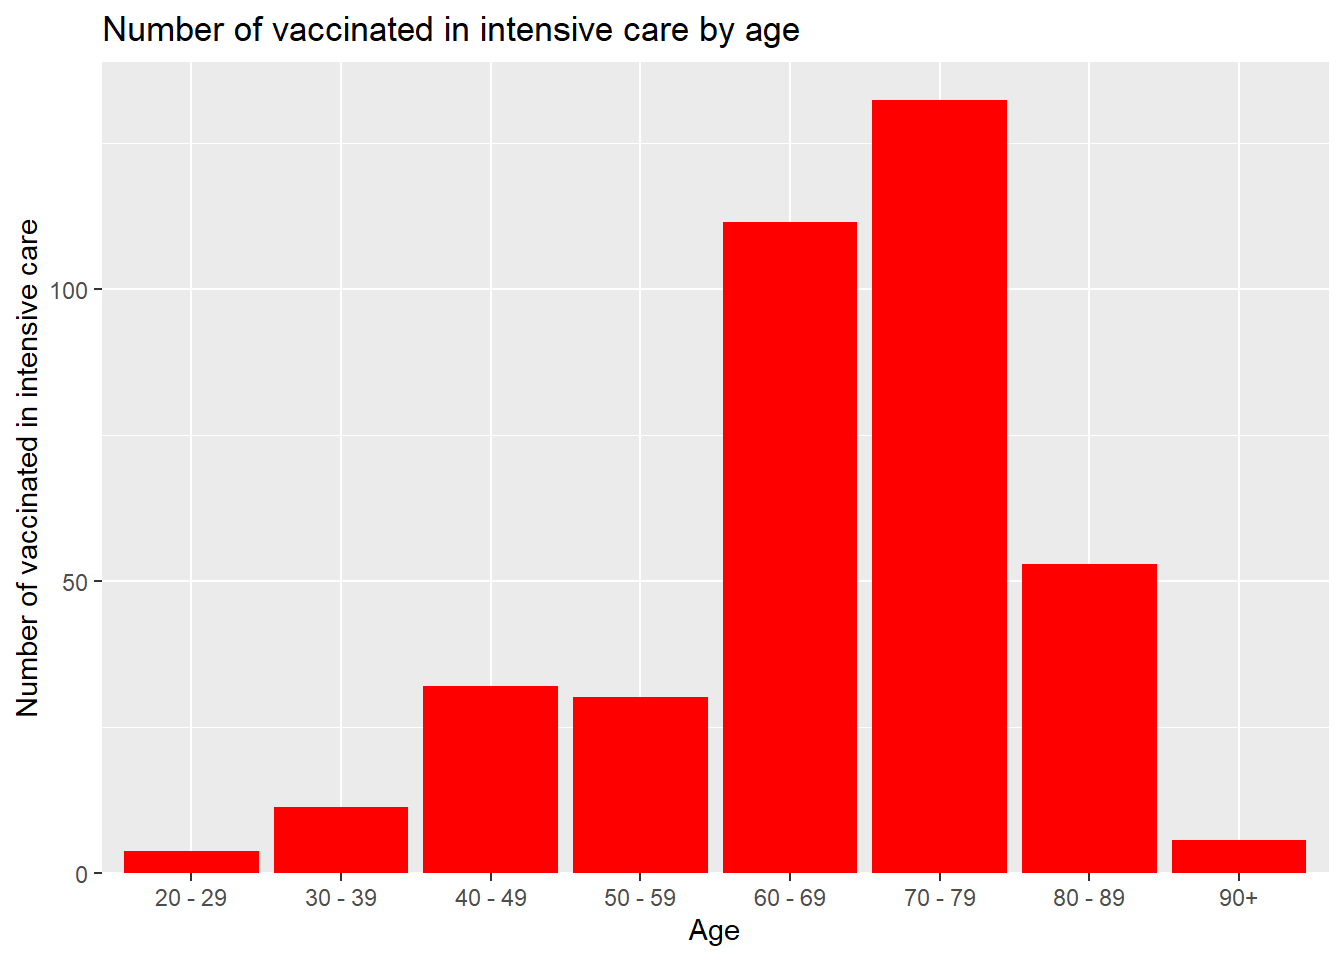 Number of vaccinated in intensive care by age
Number of vaccinated in intensive care
100
50
0
20 - 29 30 - 39 40 - 49 50 - 59 60 - 69 70 - 79 80 - 89 90+
Age